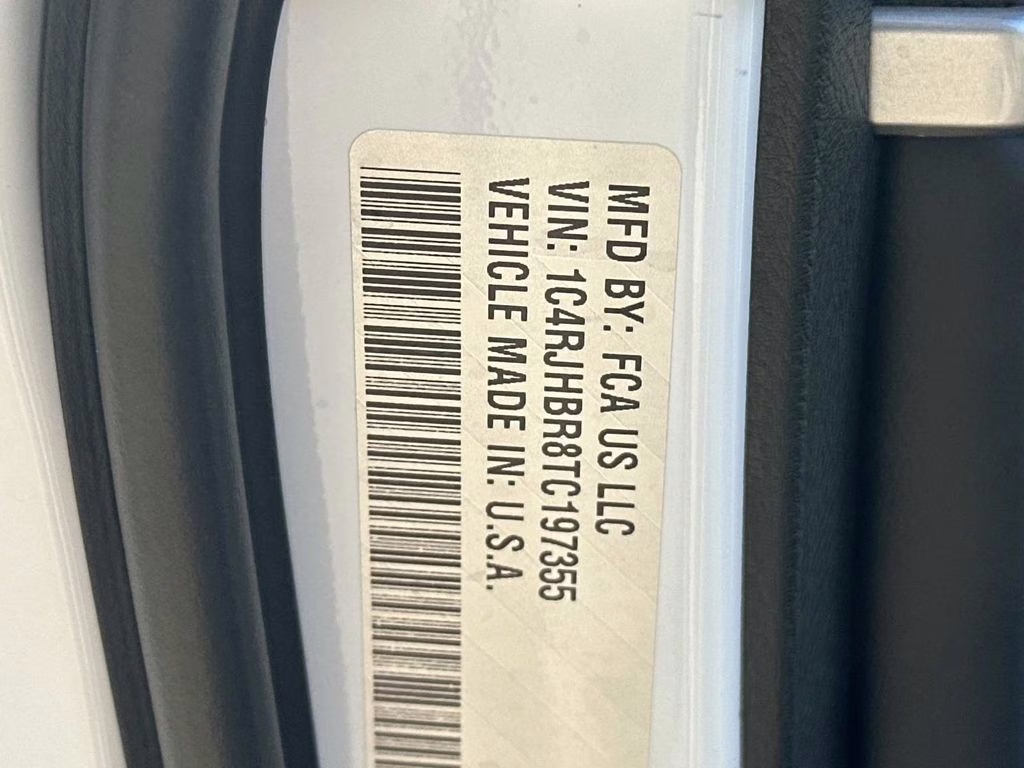 MFD BY: FCA US LLC
VIN: 1C4RJHBR8TC197355
VEHICLE MADE IN: U.S.A.